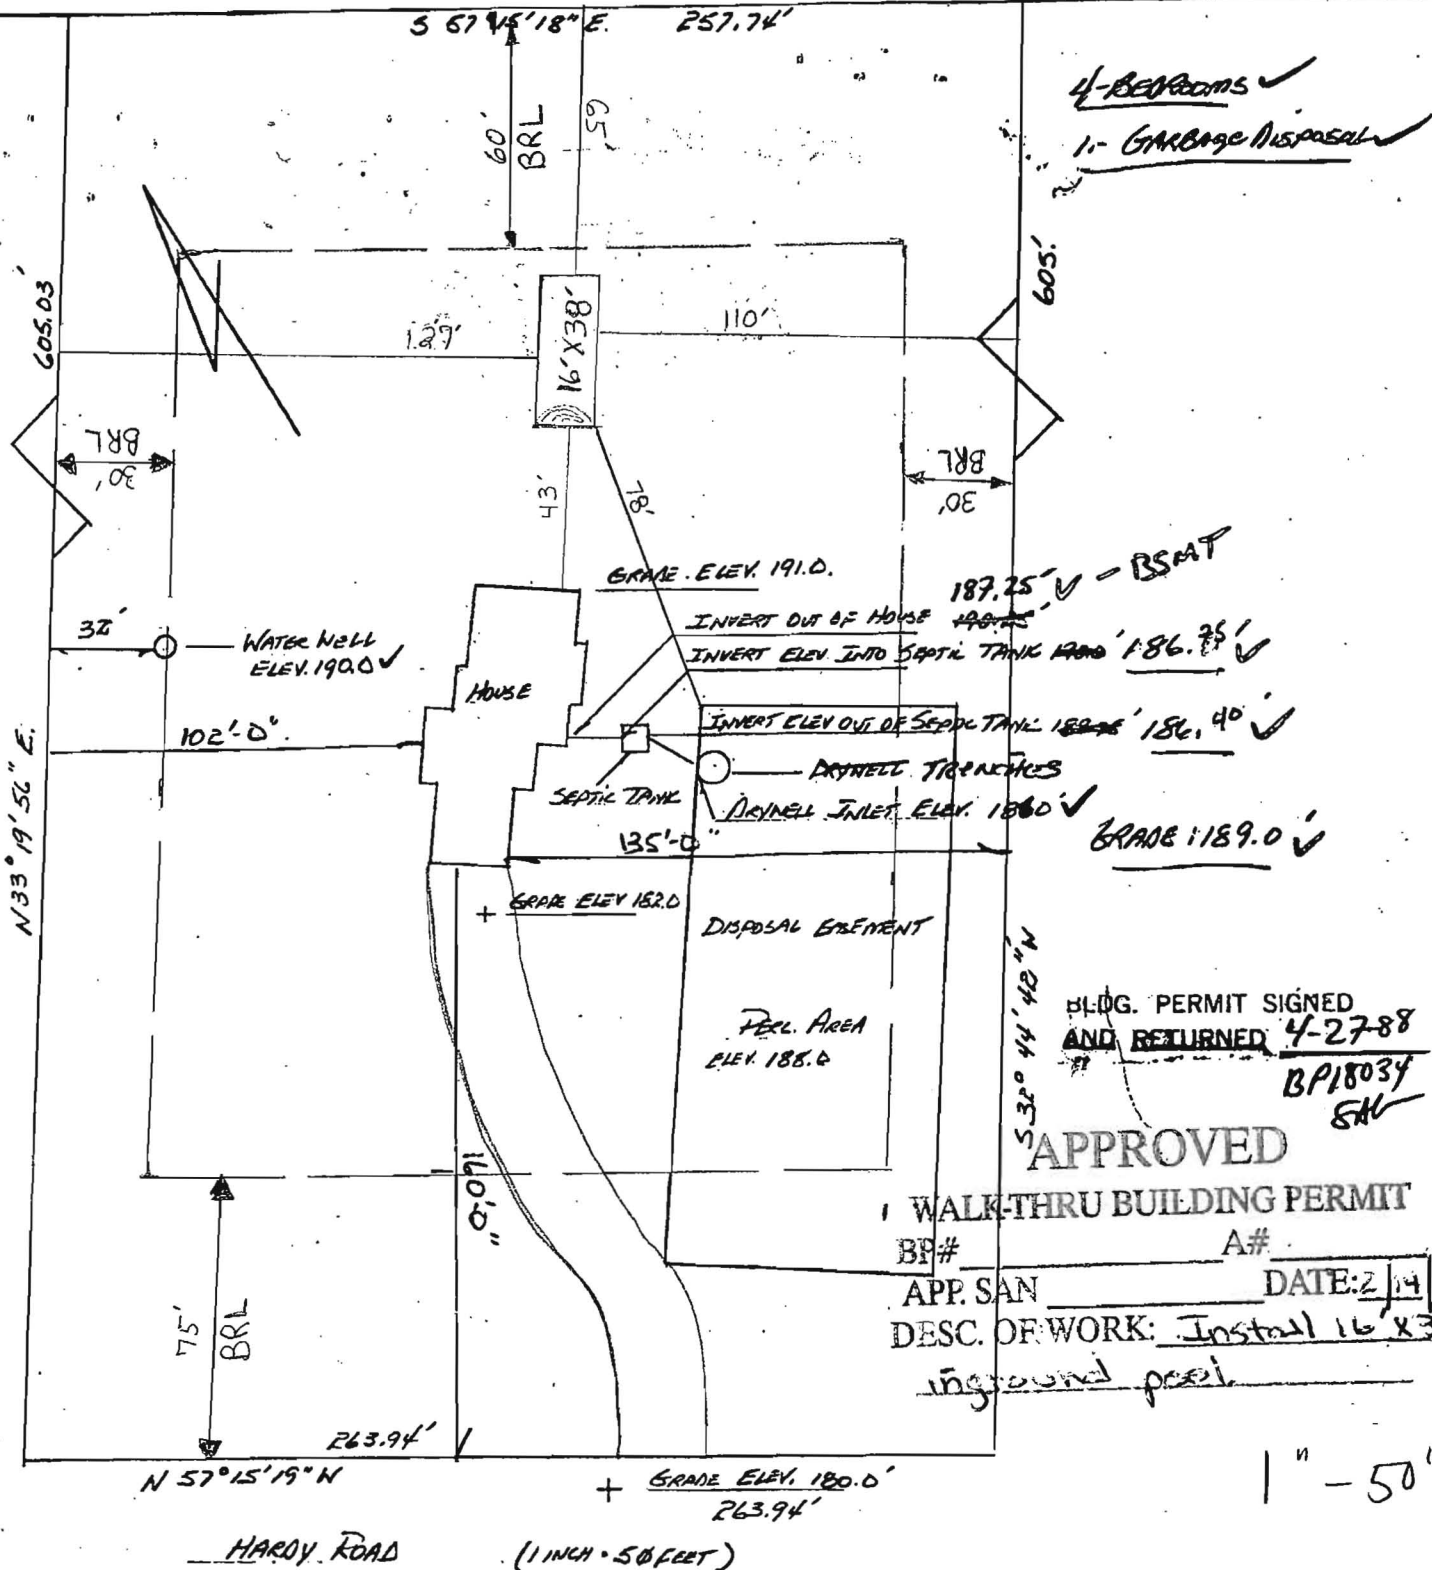 S 57°15'18" E. 257.74'
4-BEDROOMS ✓
1.- GARBAGE DISPOSAL ✓
60'
BRL
65'
605.03'
605.'
16'X38'
127'
110'
BRL
30'
BRL
30'
43'
78'
GRADE ELEV. 191.0.
187.25' ✓ - BSMT
INVERT OUT OF HOUSE
INVERT ELEV. INTO SEPTIC TANK 186.75' ✓
32'
WATER WELL
ELEV. 190.0 ✓
HOUSE
INVERT ELEV OUT OF SEPTIC TANK 186.40' ✓
102'-0".
DRYWELL TRENCHES
SEPTIC TANK
DRYWELL INLET ELEV. 186.0 ✓
135'-0"
GRADE 189.0 ✓
N 33° 19' 56" E.
+ GRADE ELEV 182.0
DISPOSAL EASEMENT
PERC. AREA
ELEV. 188.0
S 32° 44' 42" W
BLDG. PERMIT SIGNED
AND RETURNED 4-27-88
BP18034
APPROVED
WALK-THRU BUILDING PERMIT
BP# A#
APP. SAN DATE: 2/14
DESC. OF WORK: Install 16'X3
inground pool
160'-0"
75'
BRL
263.94'
N 57°15'19" W
+ GRADE ELEV. 180.0'
263.94'
1" - 50'
HARDY ROAD (1 INCH = 50 FEET)